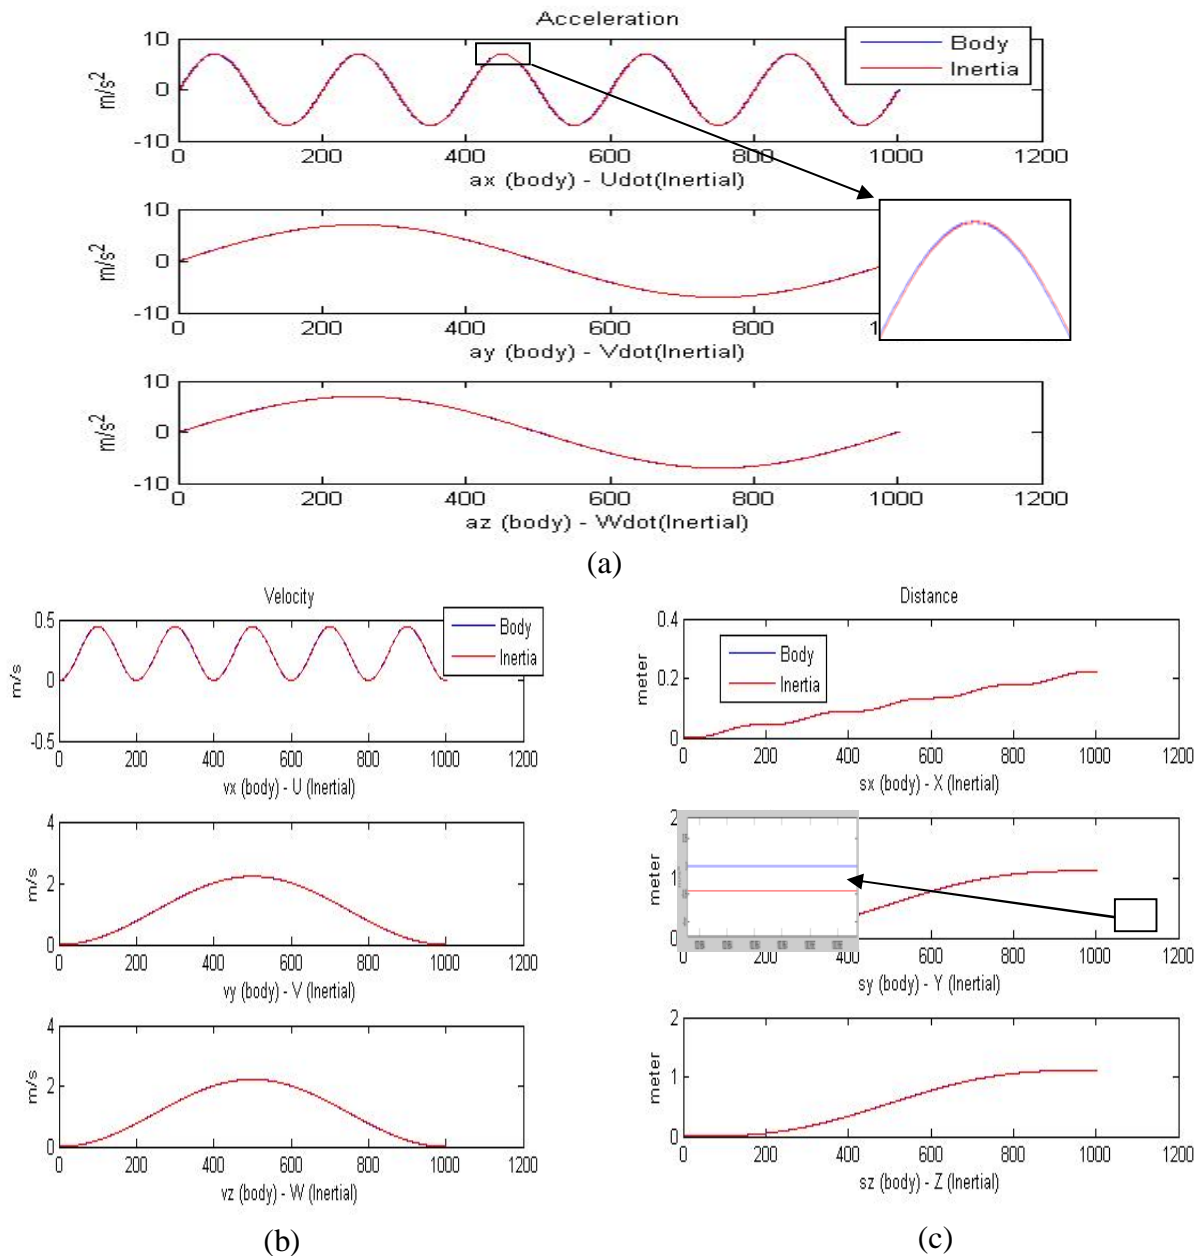 Acceleration
10
0
-10
m/s²
0 200 400 600 800 1000 1200
ax (body) - Udot(Inertial)
Body
Inertia
10
0
-10
m/s²
0 200 400 600 800 1
ay (body) - Vdot(Inertial)
10
0
-10
m/s²
0 200 400 600 800 1000 1200
az (body) - Wdot(Inertial)
(a)
Velocity
0.5
0
-0.5
m/s
0 200 400 600 800 1000 1200
vx (body) - U (Inertial)
Body
Inertia
4
2
0
m/s
0 200 400 600 800 1000 1200
vy (body) - V (Inertial)
4
2
0
m/s
0 200 400 600 800 1000 1200
vz (body) - W (Inertial)
(b)
Distance
0.4
0.2
0
meter
0 200 400 600 800 1000 1200
sx (body) - X (Inertial)
Body
Inertia
2
1
0
meter
400 600 800 1000 1200
sy (body) - Y (Inertial)
2
1
0
meter
0 200 400 600 800 1000 1200
sz (body) - Z (Inertial)
(c)